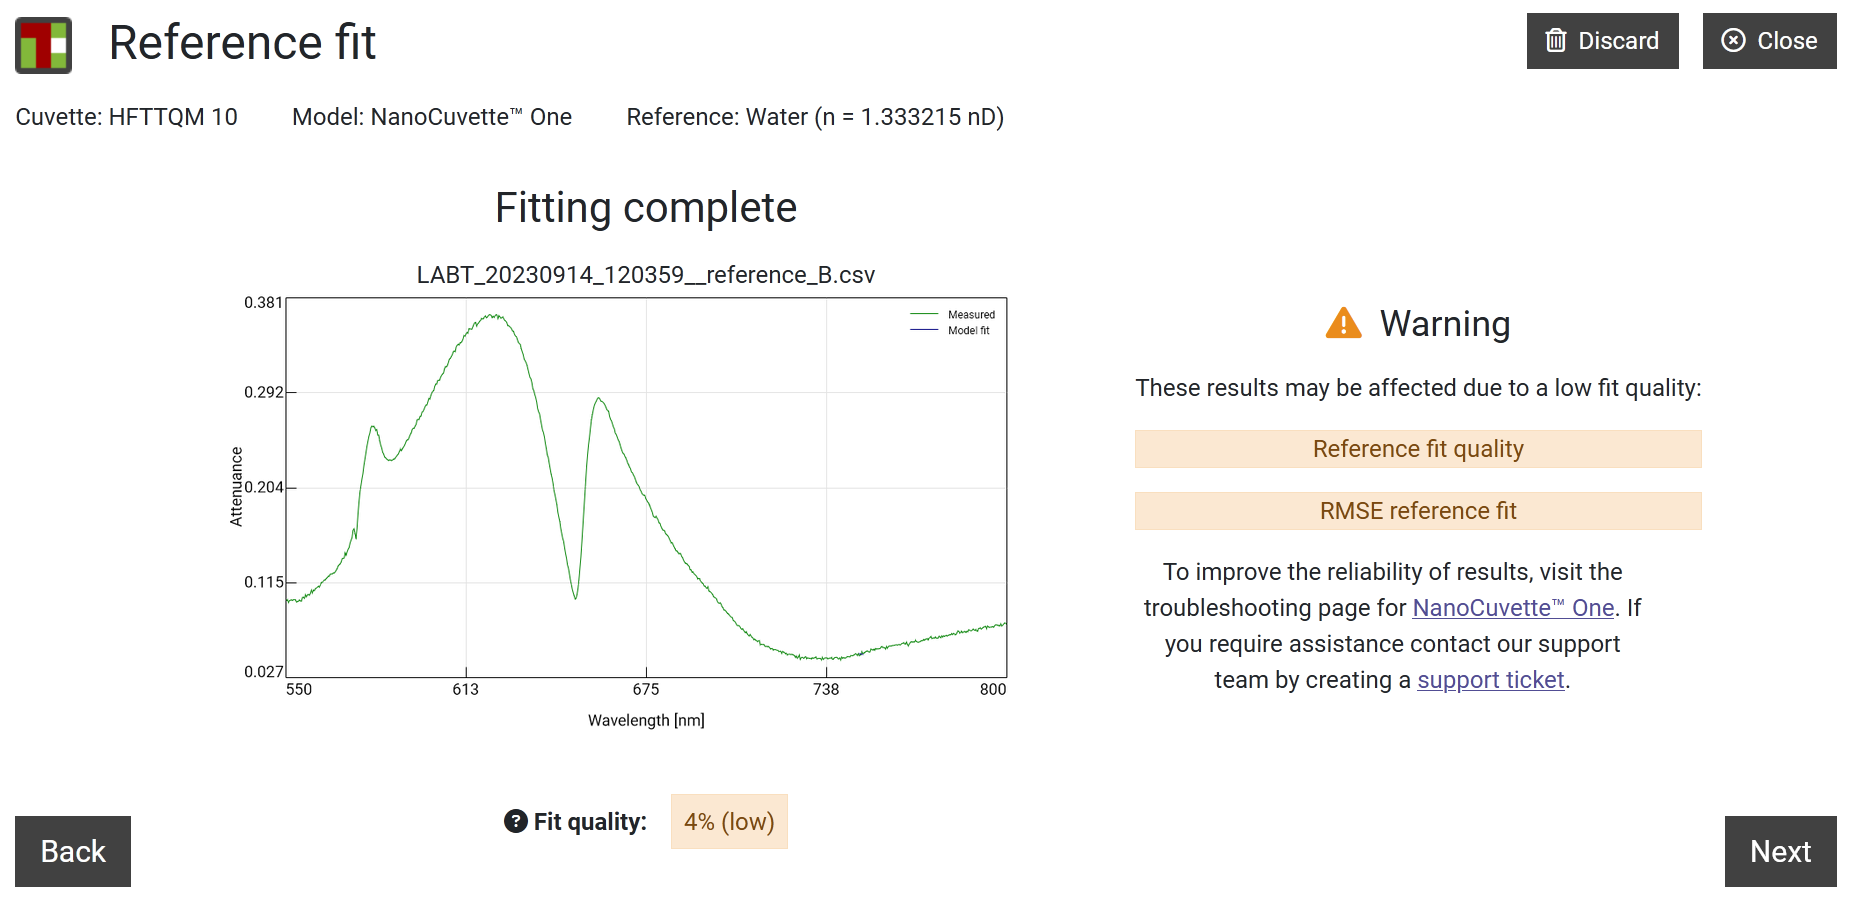 Reference fit
Discard
Close
Cuvette: HFTTQM 10
Model: NanoCuvette™ One
Reference: Water (n = 1.333215 nD)
Fitting complete
LABT_20230914_120359__reference_B.csv
0.381
0.292
0.204
0.115
0.027
Attenuance
Measured
Model fit
550
613
675
738
800
Wavelength [nm]
Fit quality:
4% (low)
Warning
These results may be affected due to a low fit quality:
Reference fit quality
RMSE reference fit
To improve the reliability of results, visit the
troubleshooting page for NanoCuvette™ One. If
you require assistance contact our support
team by creating a support ticket.
Back
Next